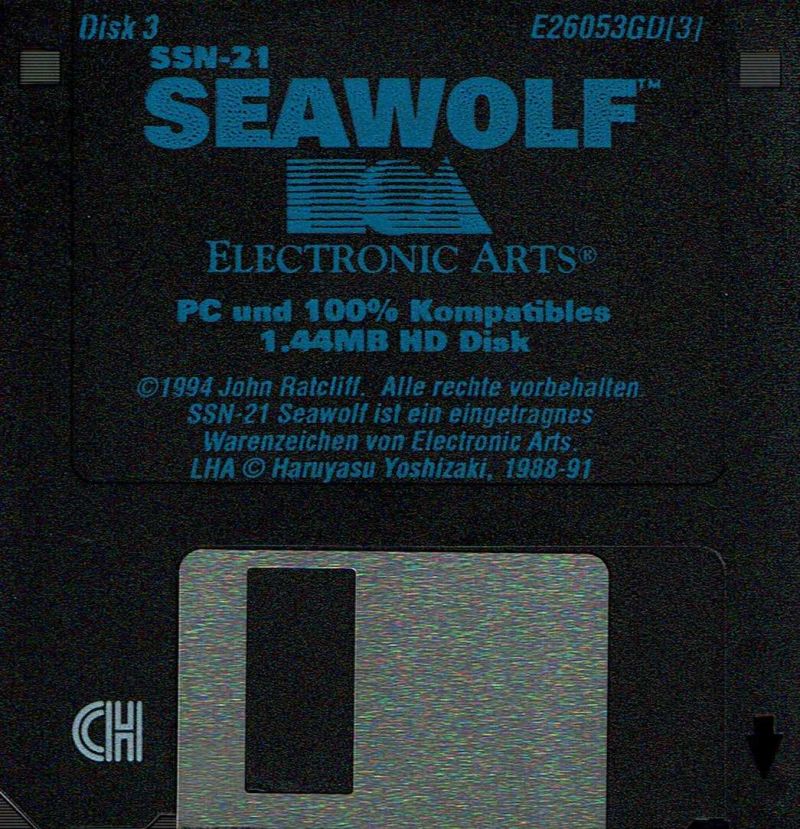 Disk 3
E26053GD[3]
SSN-21
SEAWOLF™
EA
ELECTRONIC ARTS®
PC und 100% Kompatibles
1.44MB HD Disk
©1994 John Ratcliff. Alle rechte vorbehalten
SSN-21 Seawolf ist ein eingetragnes
Warenzeichen von Electronic Arts.
LHA © Haruyasu Yoshizaki, 1988-91
CH